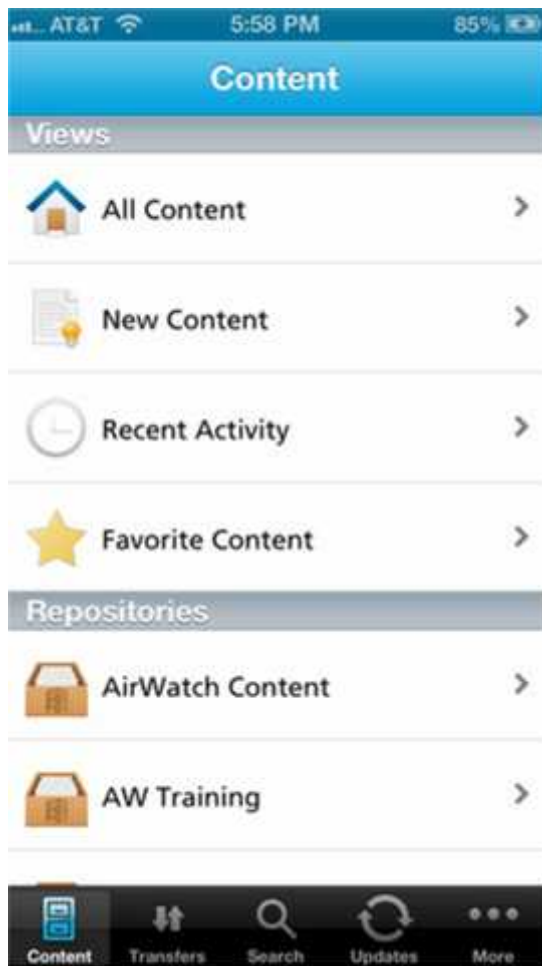 AT&T 5:58 PM 85%
Content
Views
All Content
New Content
Recent Activity
Favorite Content
Repositories
AirWatch Content
AW Training
Content Transfers Search Updates More